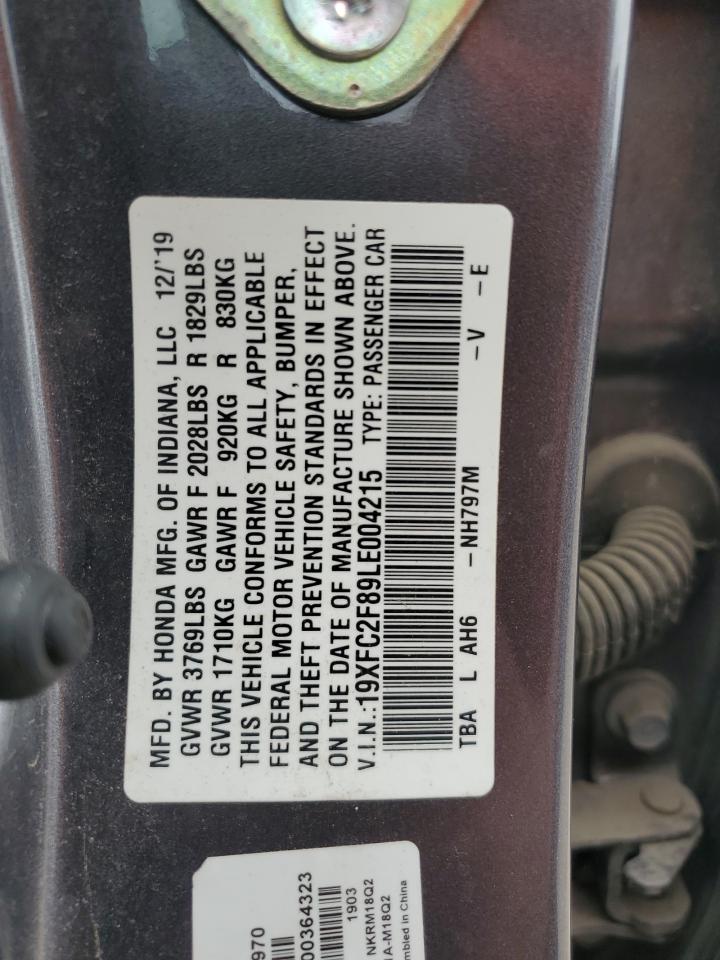 MFD. BY HONDA MFG. OF INDIANA, LLC 12/'19
GVWR 3769LBS GAWR F 2028LBS R 1829LBS
GVWR 1710KG GAWR F 920KG R 830KG
THIS VEHICLE CONFORMS TO ALL APPLICABLE
FEDERAL MOTOR VEHICLE SAFETY, BUMPER,
AND THEFT PREVENTION STANDARDS IN EFFECT
ON THE DATE OF MANUFACTURE SHOWN ABOVE.
V.I.N.:19XFC2F89LE004215 TYPE: PASSENGER CAR
TBA L AH6 -NH797M -V -E
970
00364323
1903
NKRM18Q2
A-M18Q2
mbled in China